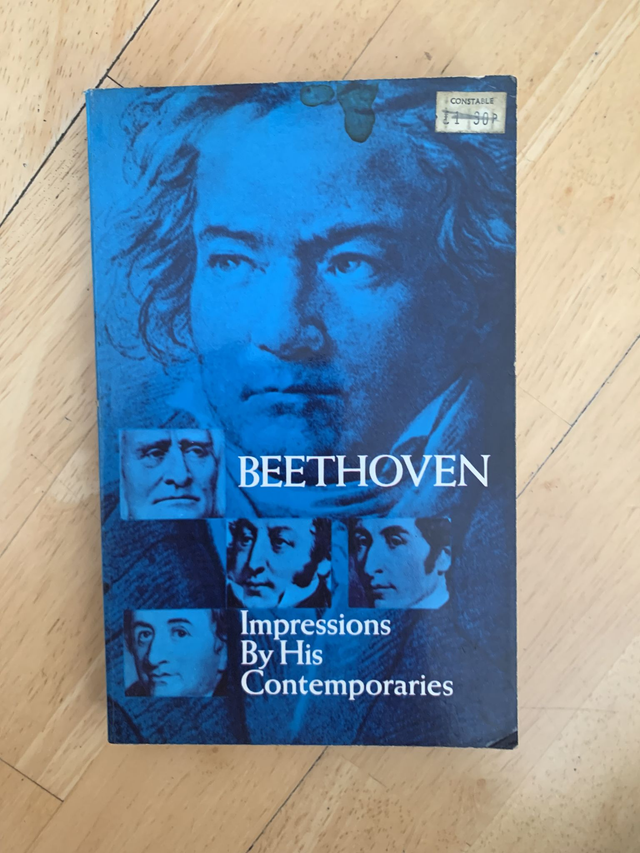 CONSTABLE
£1 30P
BEETHOVEN
Impressions
By His
Contemporaries